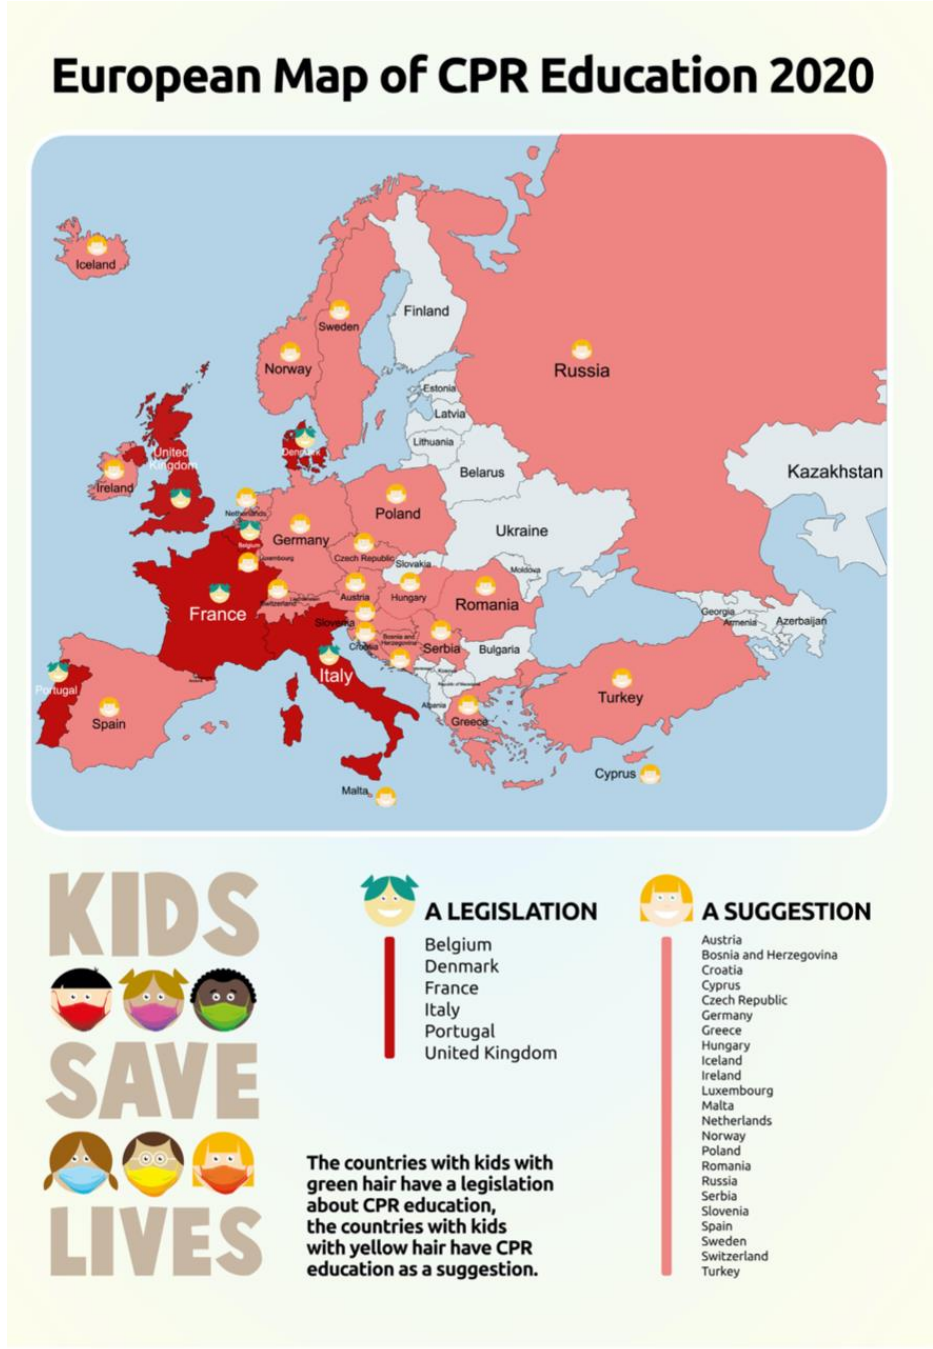 European Map of CPR Education 2020
Iceland
Finland
Sweden
Norway
Russia
Estonia
Latvia
Lithuania
Denmark
United
Kingdom
Ireland
Belarus
Kazakhstan
Netherlands
Poland
Ukraine
Belgium
Germany
Luxembourg
Czech Republic
Slovakia
Moldova
France
Switzerland
Liechtenstein
Austria
Hungary
Romania
Slovenia
Croatia
Bosnia and
Herzegovina
Serbia
Bulgaria
Georgia
Armenia
Azerbaijan
Italy
Kosovo
Albania
Portugal
Spain
Greece
Turkey
Malta
Cyprus
KIDS
SAVE
LIVES
A LEGISLATION
Belgium
Denmark
France
Italy
Portugal
United Kingdom
The countries with kids with
green hair have a legislation
about CPR education,
the countries with kids
with yellow hair have CPR
education as a suggestion.
A SUGGESTION
Austria
Bosnia and Herzegovina
Croatia
Cyprus
Czech Republic
Germany
Greece
Hungary
Iceland
Ireland
Luxembourg
Malta
Netherlands
Norway
Poland
Romania
Russia
Serbia
Slovenia
Spain
Sweden
Switzerland
Turkey